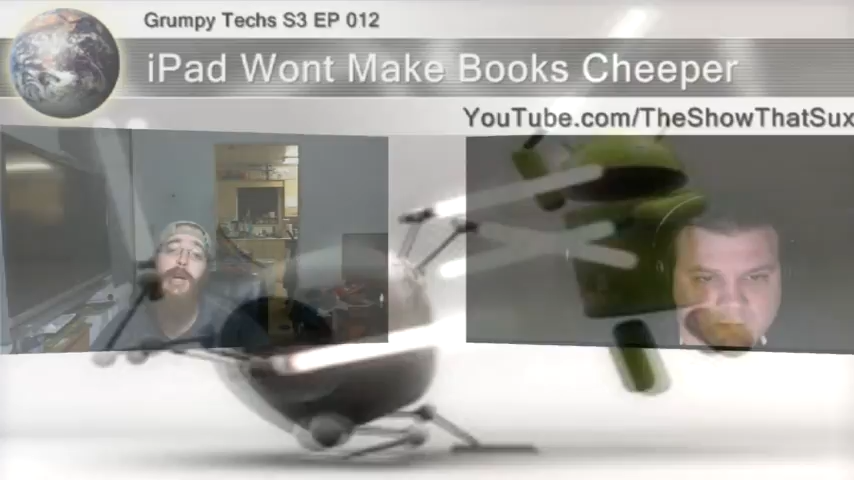 Grumpy Techs S3 EP 012
iPad Wont Make Books Cheeper
YouTube.com/TheShowThatSux